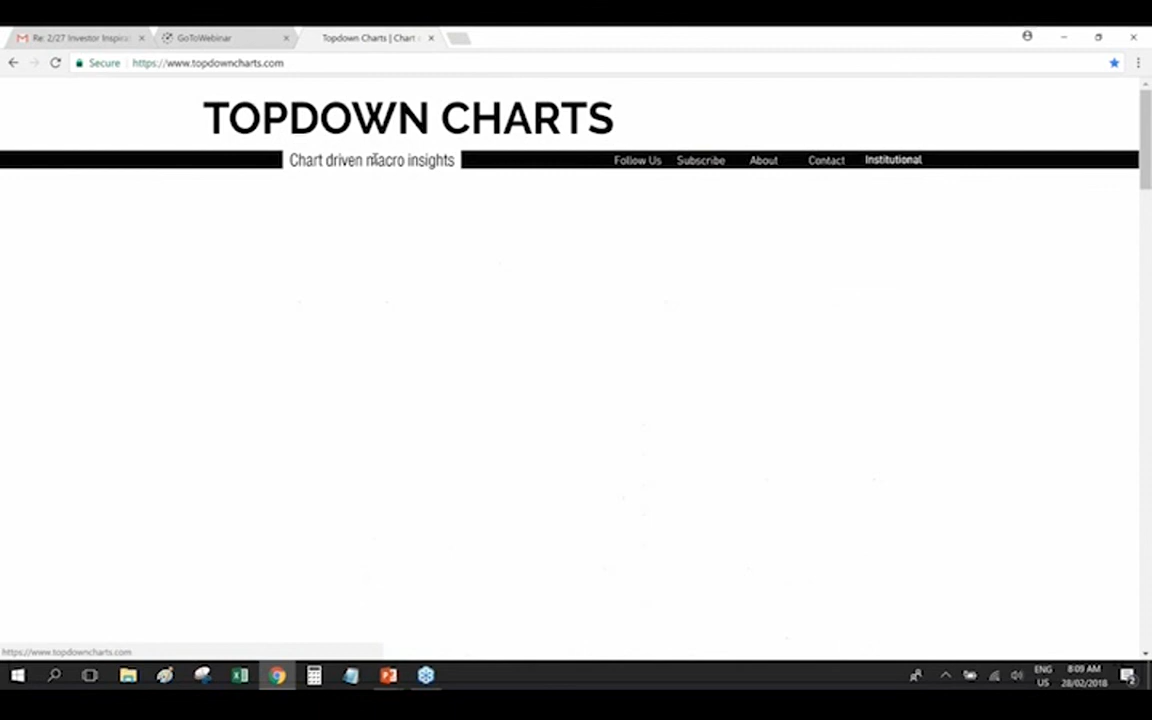 Re: 2/27 Investor Inspirat
GoToWebinar
Topdown Charts | Chart
Secure
https://www.topdowncharts.com
TOPDOWN CHARTS
Chart driven macro insights
Follow Us
Subscribe
About
Contact
Institutional
https://www.topdowncharts.com
ENG
US
8:09 AM
28/02/2018